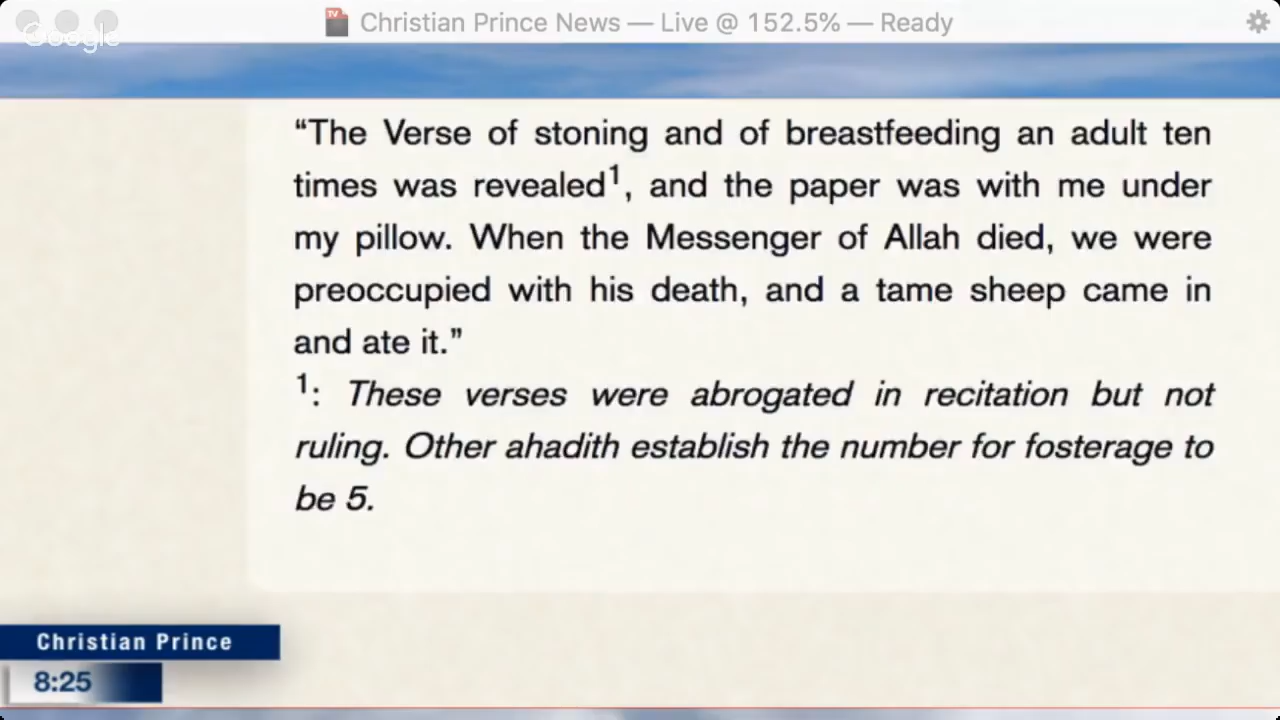 Christian Prince News — Live @ 152.5% — Ready
Google
“The Verse of stoning and of breastfeeding an adult ten
times was revealed1, and the paper was with me under
my pillow. When the Messenger of Allah died, we were
preoccupied with his death, and a tame sheep came in
and ate it.”
1: These verses were abrogated in recitation but not
ruling. Other ahadith establish the number for fosterage to
be 5.
Christian Prince
8:25